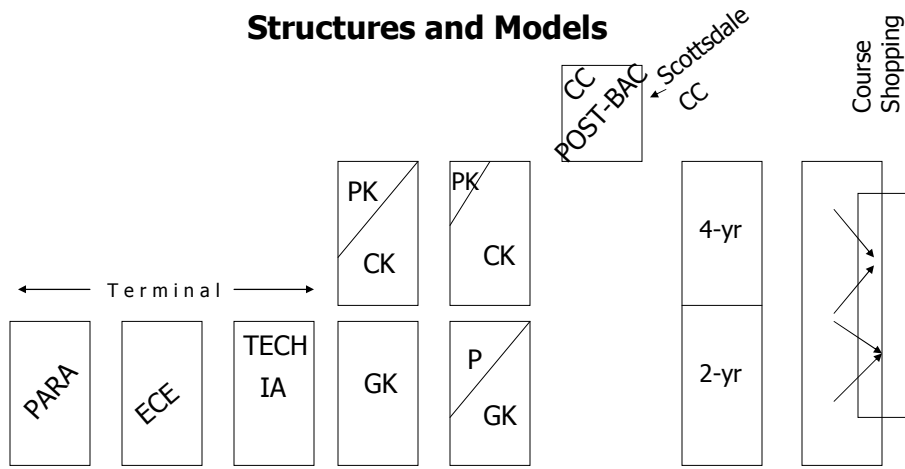 Structures and Models
CC
POST-BAC
Scottsdale
CC
Course
Shopping
PK
CK
PK
CK
4-yr
Terminal
PARA
ECE
TECH
IA
GK
P
GK
2-yr